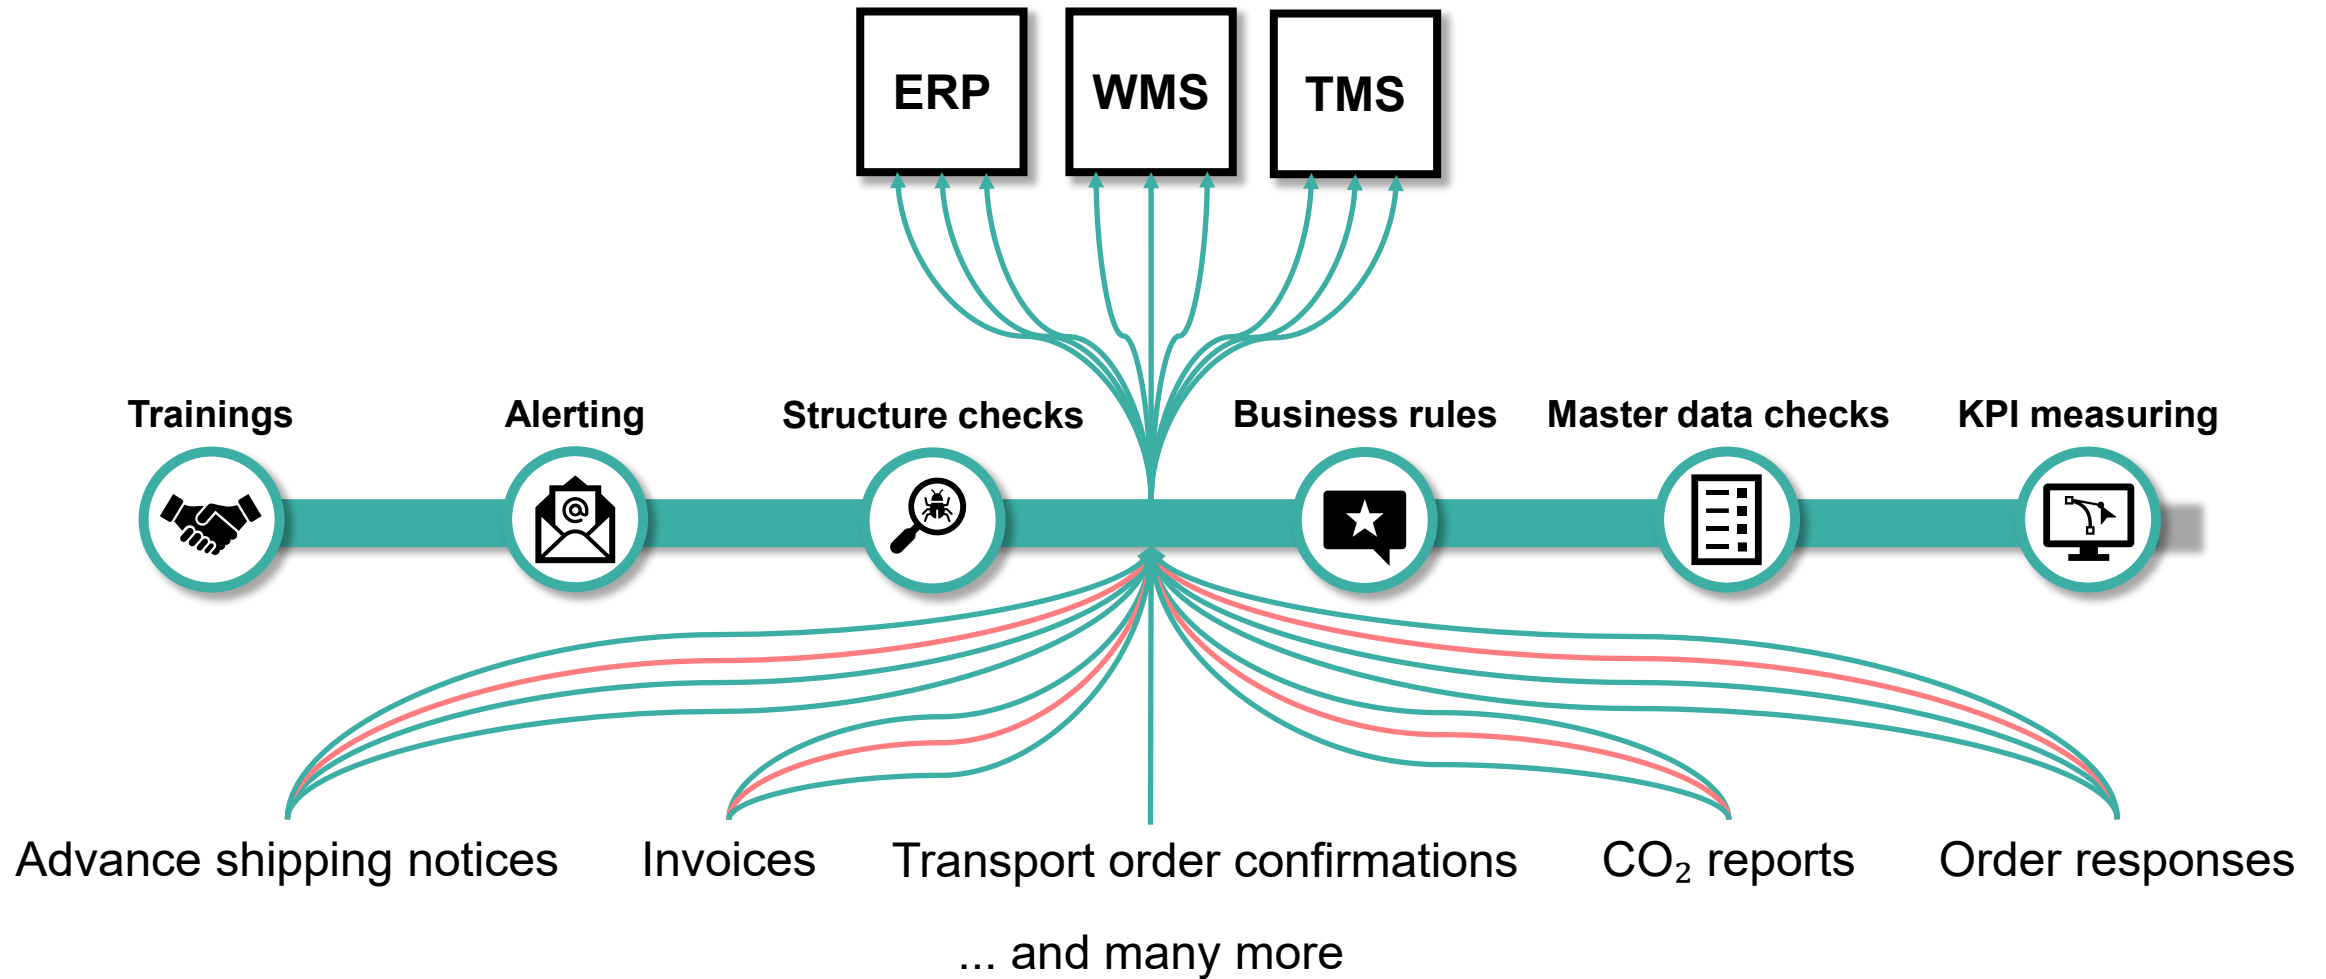 ERP
WMS
TMS
Trainings
Alerting
Structure checks
Business rules
Master data checks
KPI measuring
@
Advance shipping notices
Invoices
Transport order confirmations
CO₂ reports
Order responses
... and many more